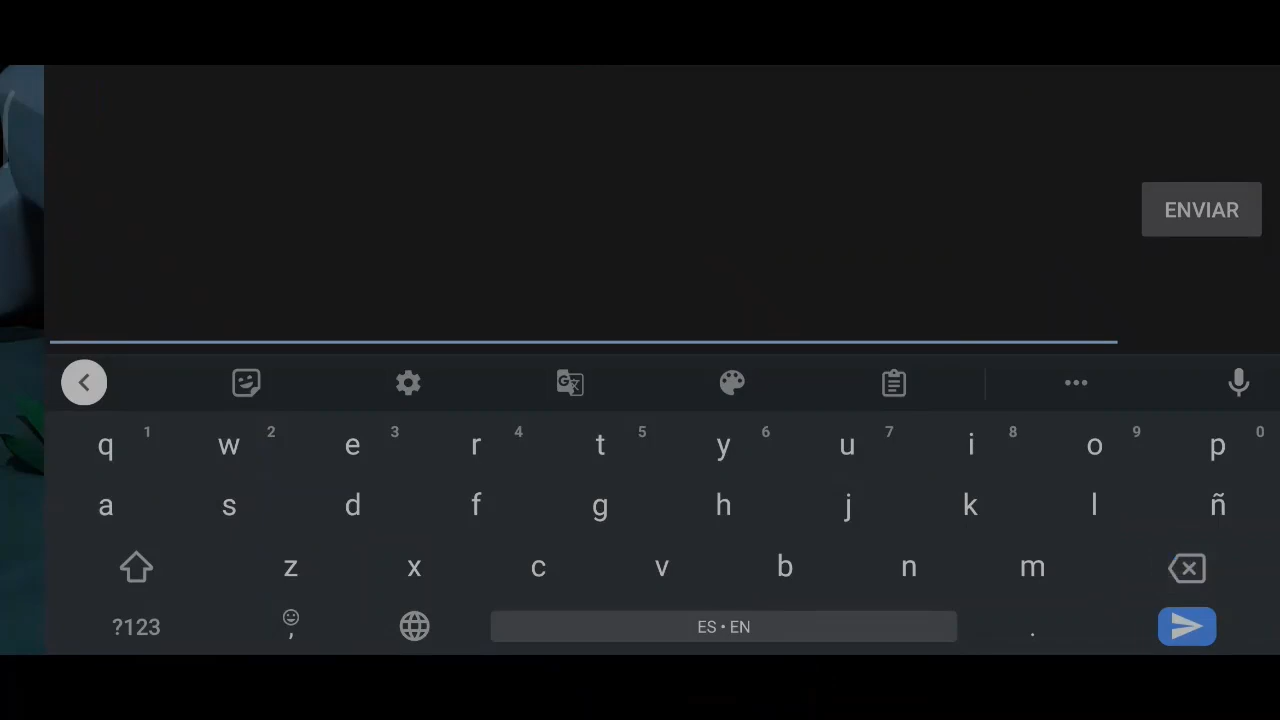 ENVIAR
q 1 w 2 e 3 r 4 t 5 y 6 u 7 i 8 o 9 p 0
a s d f g h j k l ñ
z x c v b n m
?123 , ES • EN .